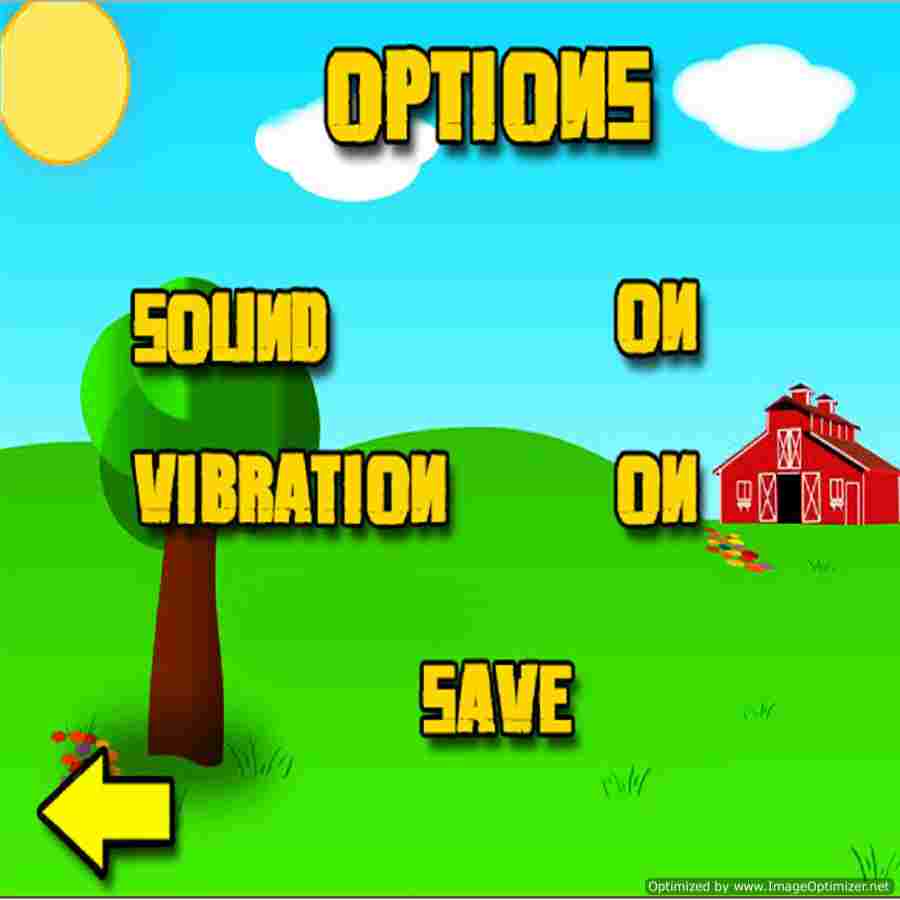 OPTIONS
SOUND ON
VIBRATION ON
SAVE
Optimized by www.ImageOptimizer.net